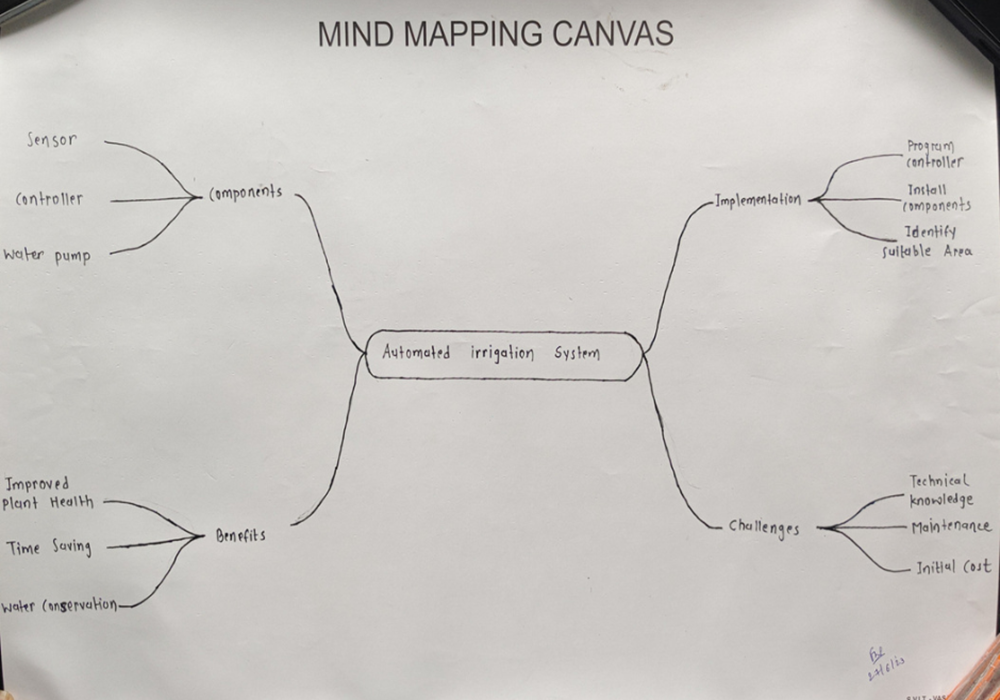 MIND MAPPING CANVAS
Sensor
Controller
Water pump
Components
Automated irrigation System
Implementation
Program
controller
Install
components
Identify
Suitable Area
Improved
Plant Health
Time Saving
Water Conservation
Benefits
Challenges
Technical
knowledge
Maintenance
Initial Cost